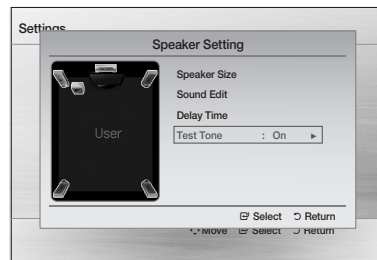 Settings
Speaker Setting
Speaker Size
Sound Edit
Delay Time
Test Tone : On ►
User
Select Return
Move Select Return